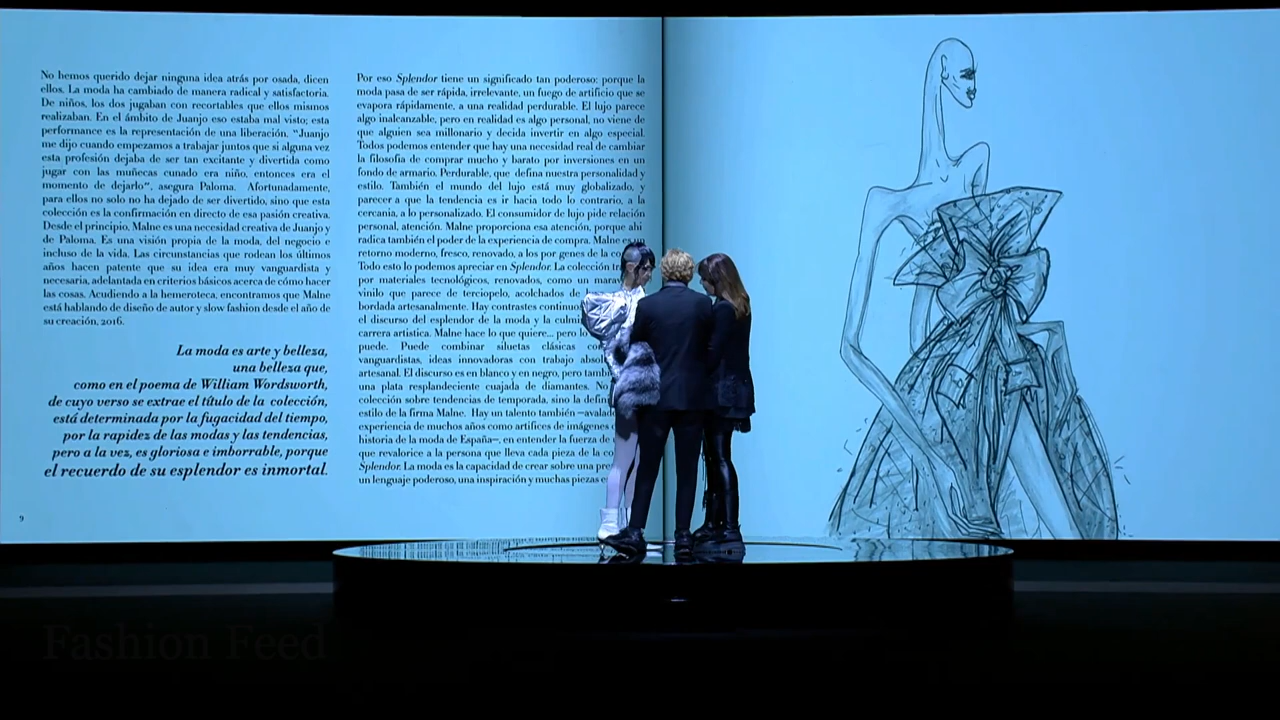 No hemos querido dejar ninguna idea atrás por osada, dicen
ellos. La moda ha cambiado de manera radical y satisfactoria.
De niños, los dos jugaban con recortables que ellos mismos
realizaban. En el ámbito de Juanjo eso estaba mal visto; esta
performance es la representación de una liberación. "Juanjo
me dijo cuando empezamos a trabajar juntos que si alguna vez
esta profesión dejaba de ser tan excitante y divertida como
jugar con las muñecas cunado era niño, entonces era el
momento de dejarlo", asegura Paloma. Afortunadamente,
para ellos no solo no ha dejado de ser divertido, sino que esta
colección es la confirmación en directo de esa pasión creativa.
Desde el principio, Malne es una necesidad creativa de Juanjo y
de Paloma. Es una visión propia de la moda, del negocio e
incluso de la vida. Las circunstancias que rodean los últimos
años hacen patente que su idea era muy vanguardista y
necesaria, adelantada en criterios básicos acerca de cómo hacer
las cosas. Acudiendo a la hemeroteca, encontramos que Malne
está hablando de diseño de autor y slow fashion desde el año de
su creación, 2016.
La moda es arte y belleza,
una belleza que,
como en el poema de William Wordsworth,
de cuyo verso se extrae el título de la colección,
está determinada por la fugacidad del tiempo,
por la rapidez de las modas y las tendencias,
pero a la vez, es gloriosa e imborrable, porque
el recuerdo de su esplendor es inmortal.
9
Por eso Splendor tiene un significado tan poderoso: porque la
moda pasa de ser rápida, irrelevante, un fuego de artificio que se
evapora rápidamente, a una realidad perdurable. El lujo parece
algo inalcanzable, pero en realidad es algo personal, no viene de
que alguien sea millonario y decida invertir en algo especial.
Todos podemos entender que hay una necesidad real de cambiar
la filosofía de comprar mucho y barato por inversiones en un
fondo de armario. Perdurable, que defina nuestra personalidad y
estilo. También el mundo del lujo está muy globalizado, y
parecer a que la tendencia es ir hacia todo lo contrario, a la
cercanía, a lo personalizado. El consumidor de lujo pide relación
personal, atención. Malne proporciona esa atención, porque ahí
radica también el poder de la experiencia de compra. Malne es un
retorno moderno, fresco, renovado, a los por genes de la
Todo esto lo podemos apreciar en Splendor. La colección
por materiales tecnológicos, renovados, como un
vinilo que parece de terciopelo, acolchados de
bordada artesanalmente. Hay contrastes
el discurso del esplendor de la moda y la
carrera artística. Malne hace lo que quiere... pero lo
puede. Puede combinar siluetas clásicas
vanguardistas, ideas innovadoras con trabajo
artesanal. El discurso es en blanco y en negro, pero
una plata resplandeciente cuajada de diamantes. No
colección sobre tendencias de temporada, sino la
estilo de la firma Malne. Hay un talento también
experiencia de muchos años como artífices de imágenes
historia de la moda de España–, en entender la fuerza de
que revalorice a la persona que lleva cada pieza de la
Splendor. La moda es la capacidad de crear sobre una
un lenguaje poderoso, una inspiración y muchas piezas
Fashion Feed